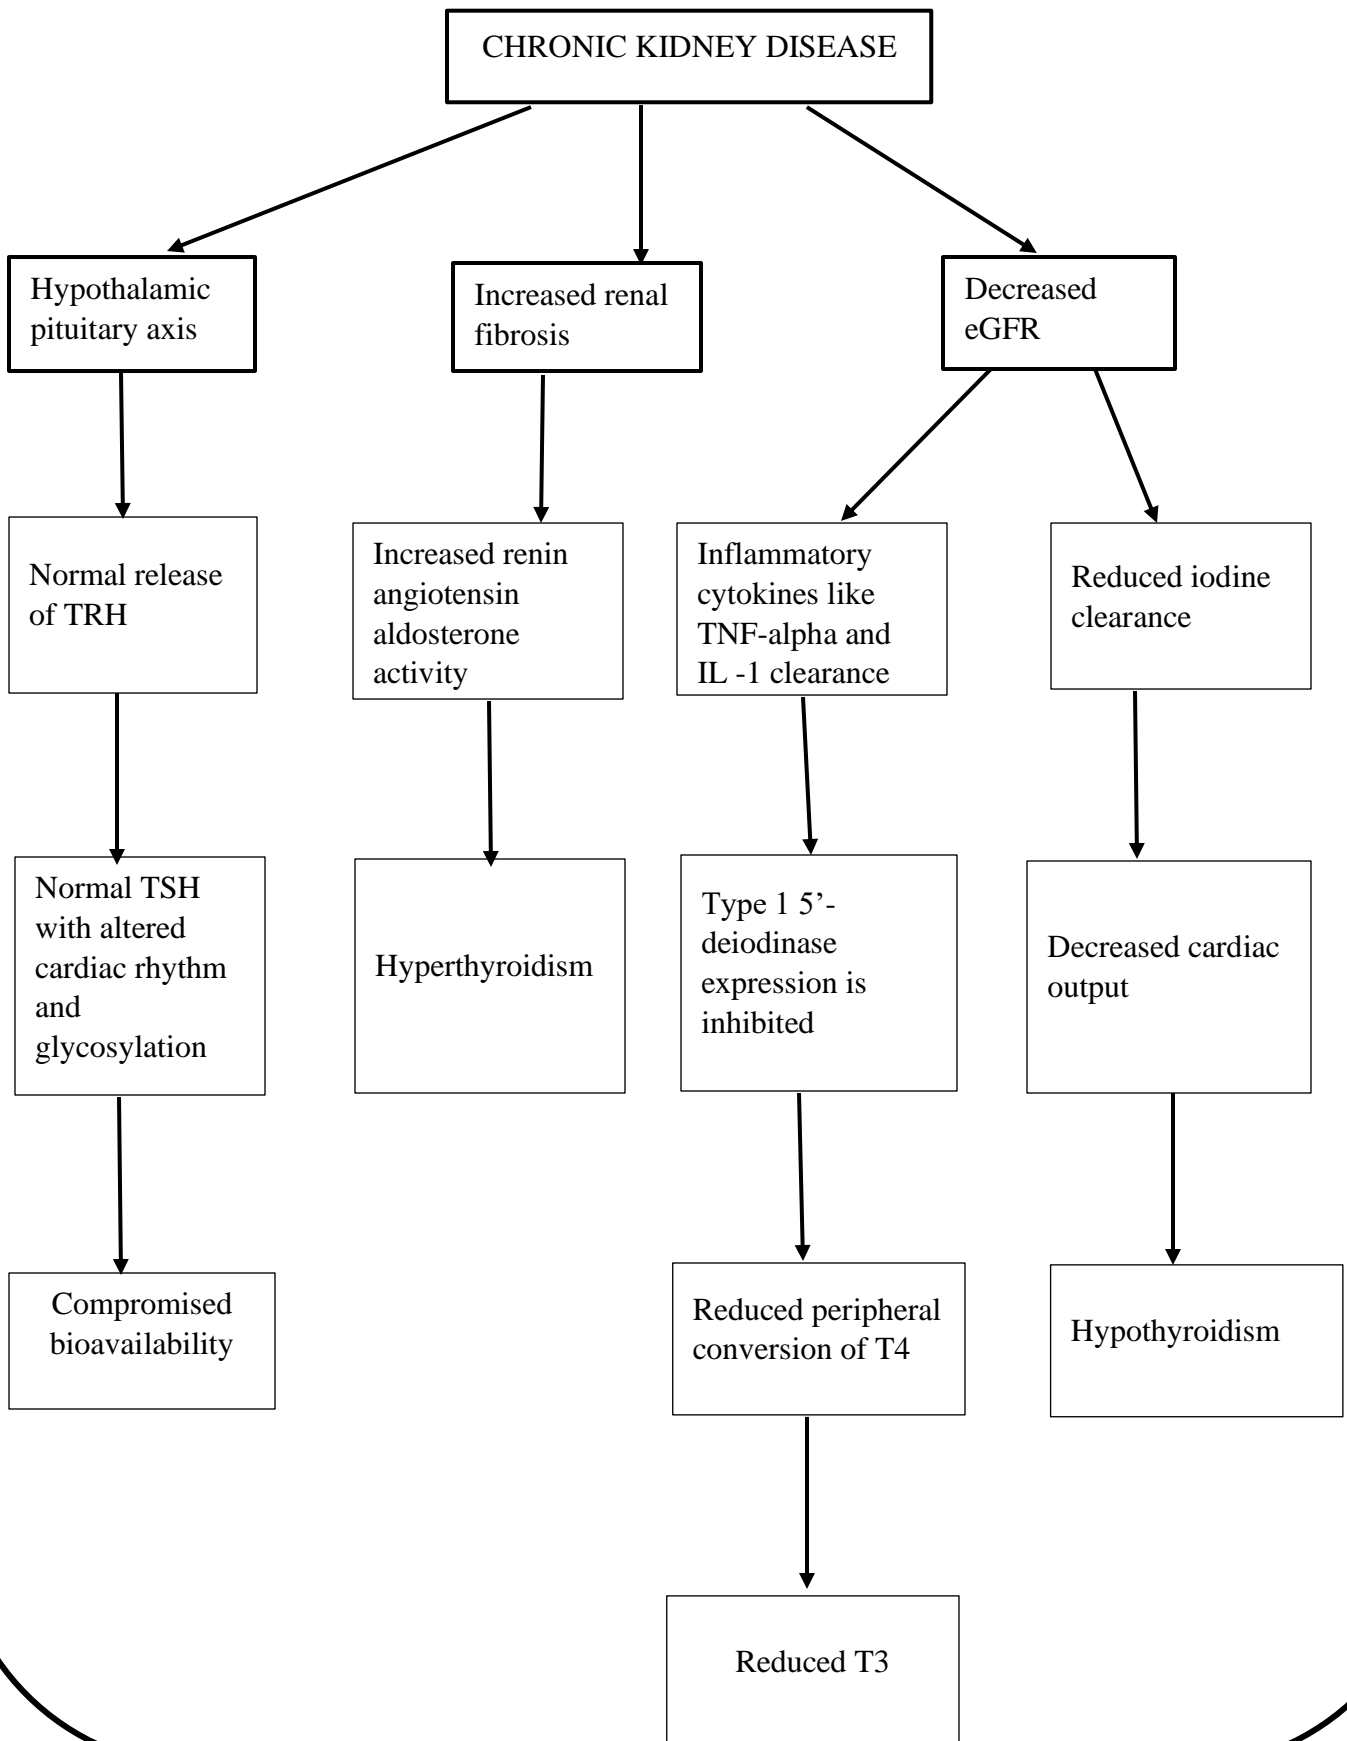 CHRONIC KIDNEY DISEASE
Hypothalamic
pituitary axis
Increased renal
fibrosis
Decreased
eGFR
Normal release
of TRH
Increased renin
angiotensin
aldosterone
activity
Inflammatory
cytokines like
TNF-alpha and
IL -1 clearance
Reduced iodine
clearance
Normal TSH
with altered
cardiac rhythm
and
glycosylation
Hyperthyroidism
Type 1 5’-
deiodinase
expression is
inhibited
Decreased cardiac
output
Compromised
bioavailability
Reduced peripheral
conversion of T4
Hypothyroidism
Reduced T3